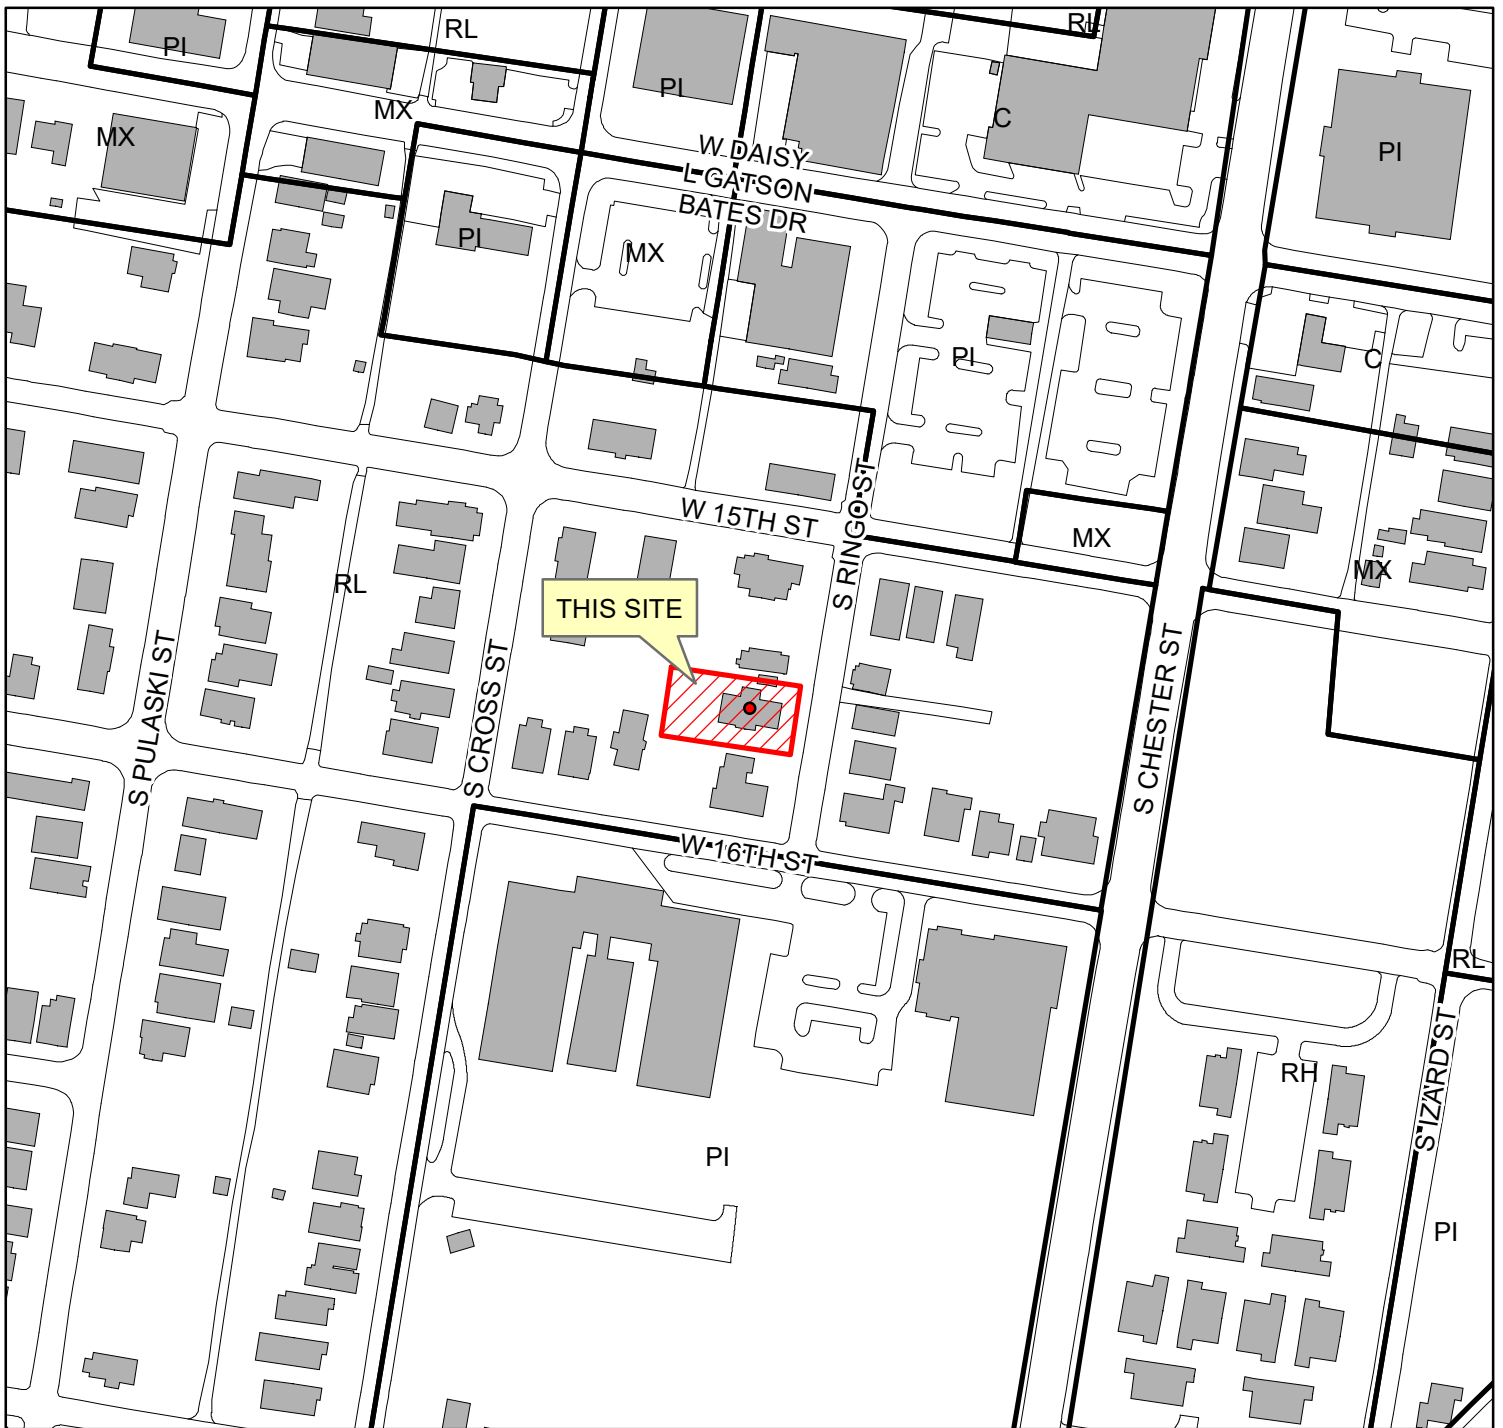 RL
RL
PI
PI
MX
C
MX
PI
W DAISY
L GATSON
BATES DR
PI
MX
PI
C
W 15TH ST
MX
S RINGO ST
MX
RL
THIS SITE
S PULASKI ST
S CROSS ST
S CHESTER ST
W 16TH ST
RL
S IZARD ST
RH
PI
PI